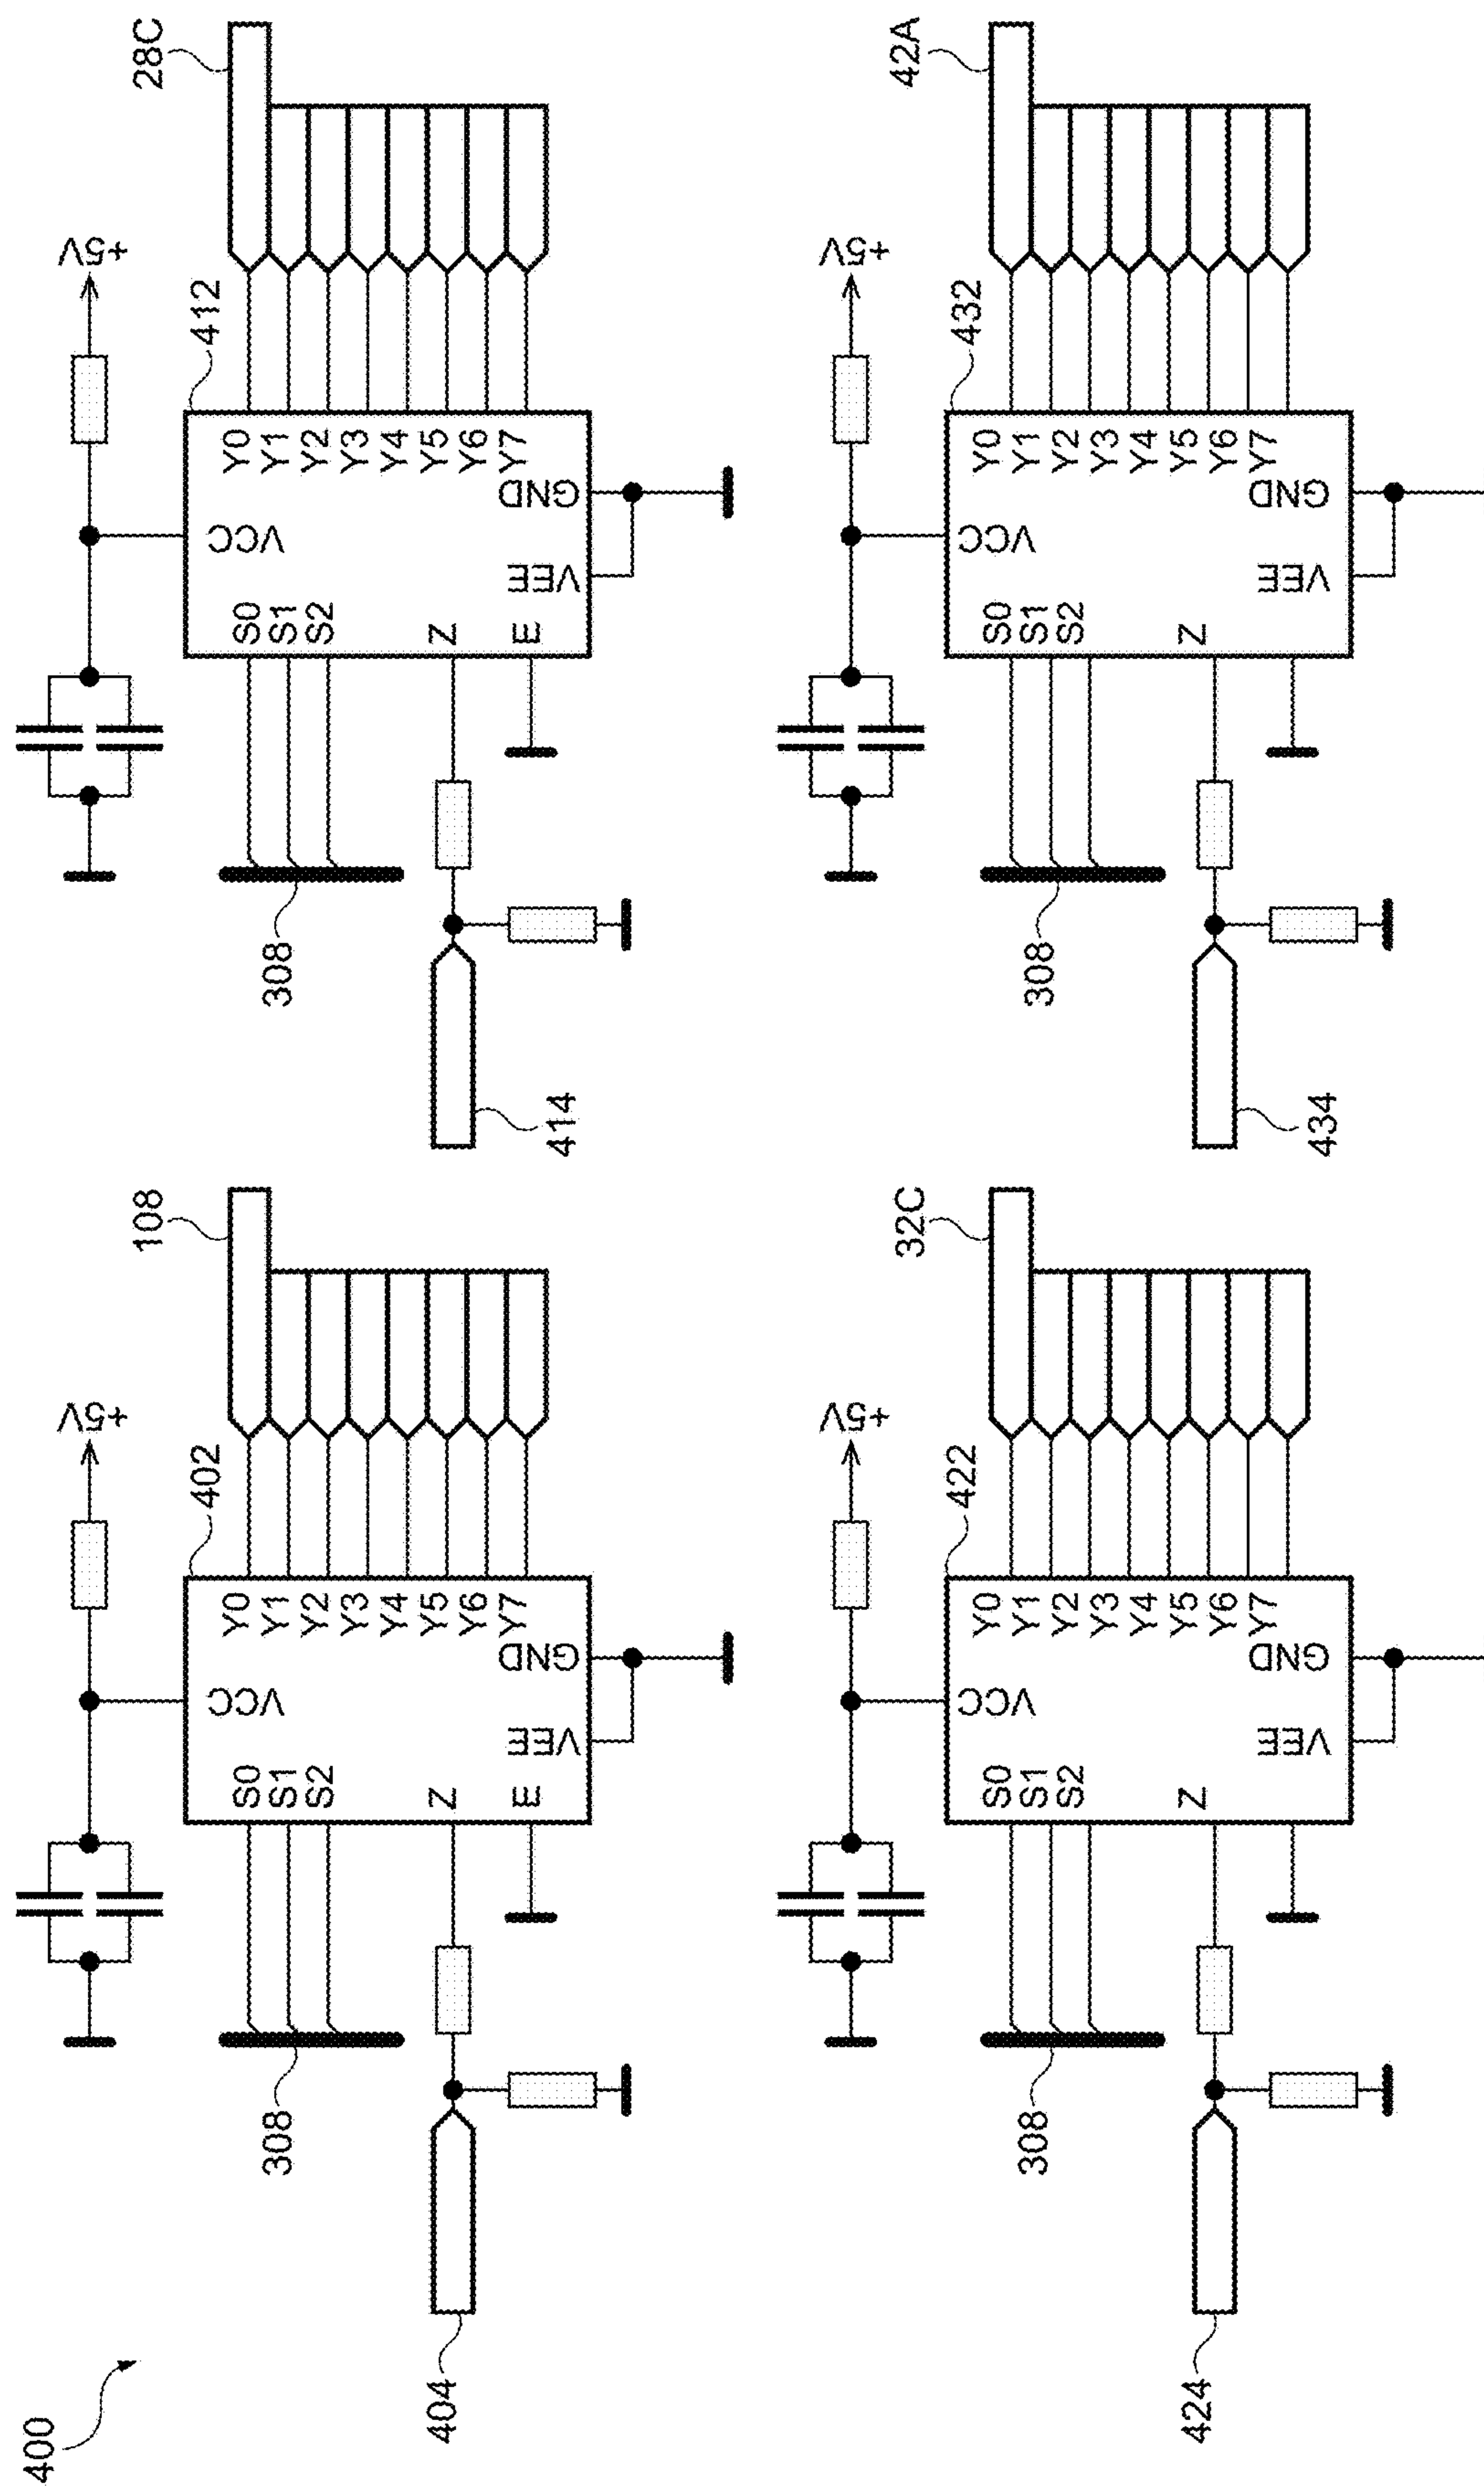 400
108
+5V
402
S0
S1
S2
VCC
Y0
Y1
Y2
Y3
Y4
Y5
Y6
Y7
Z
E
VEE
GND
308
404
28C
+5V
412
S0
S1
S2
VCC
Y0
Y1
Y2
Y3
Y4
Y5
Y6
Y7
Z
E
VEE
GND
308
414
32C
+5V
422
S0
S1
S2
VCC
Y0
Y1
Y2
Y3
Y4
Y5
Y6
Y7
Z
VEE
GND
308
424
42A
+5V
432
S0
S1
S2
VCC
Y0
Y1
Y2
Y3
Y4
Y5
Y6
Y7
Z
VEE
GND
308
434